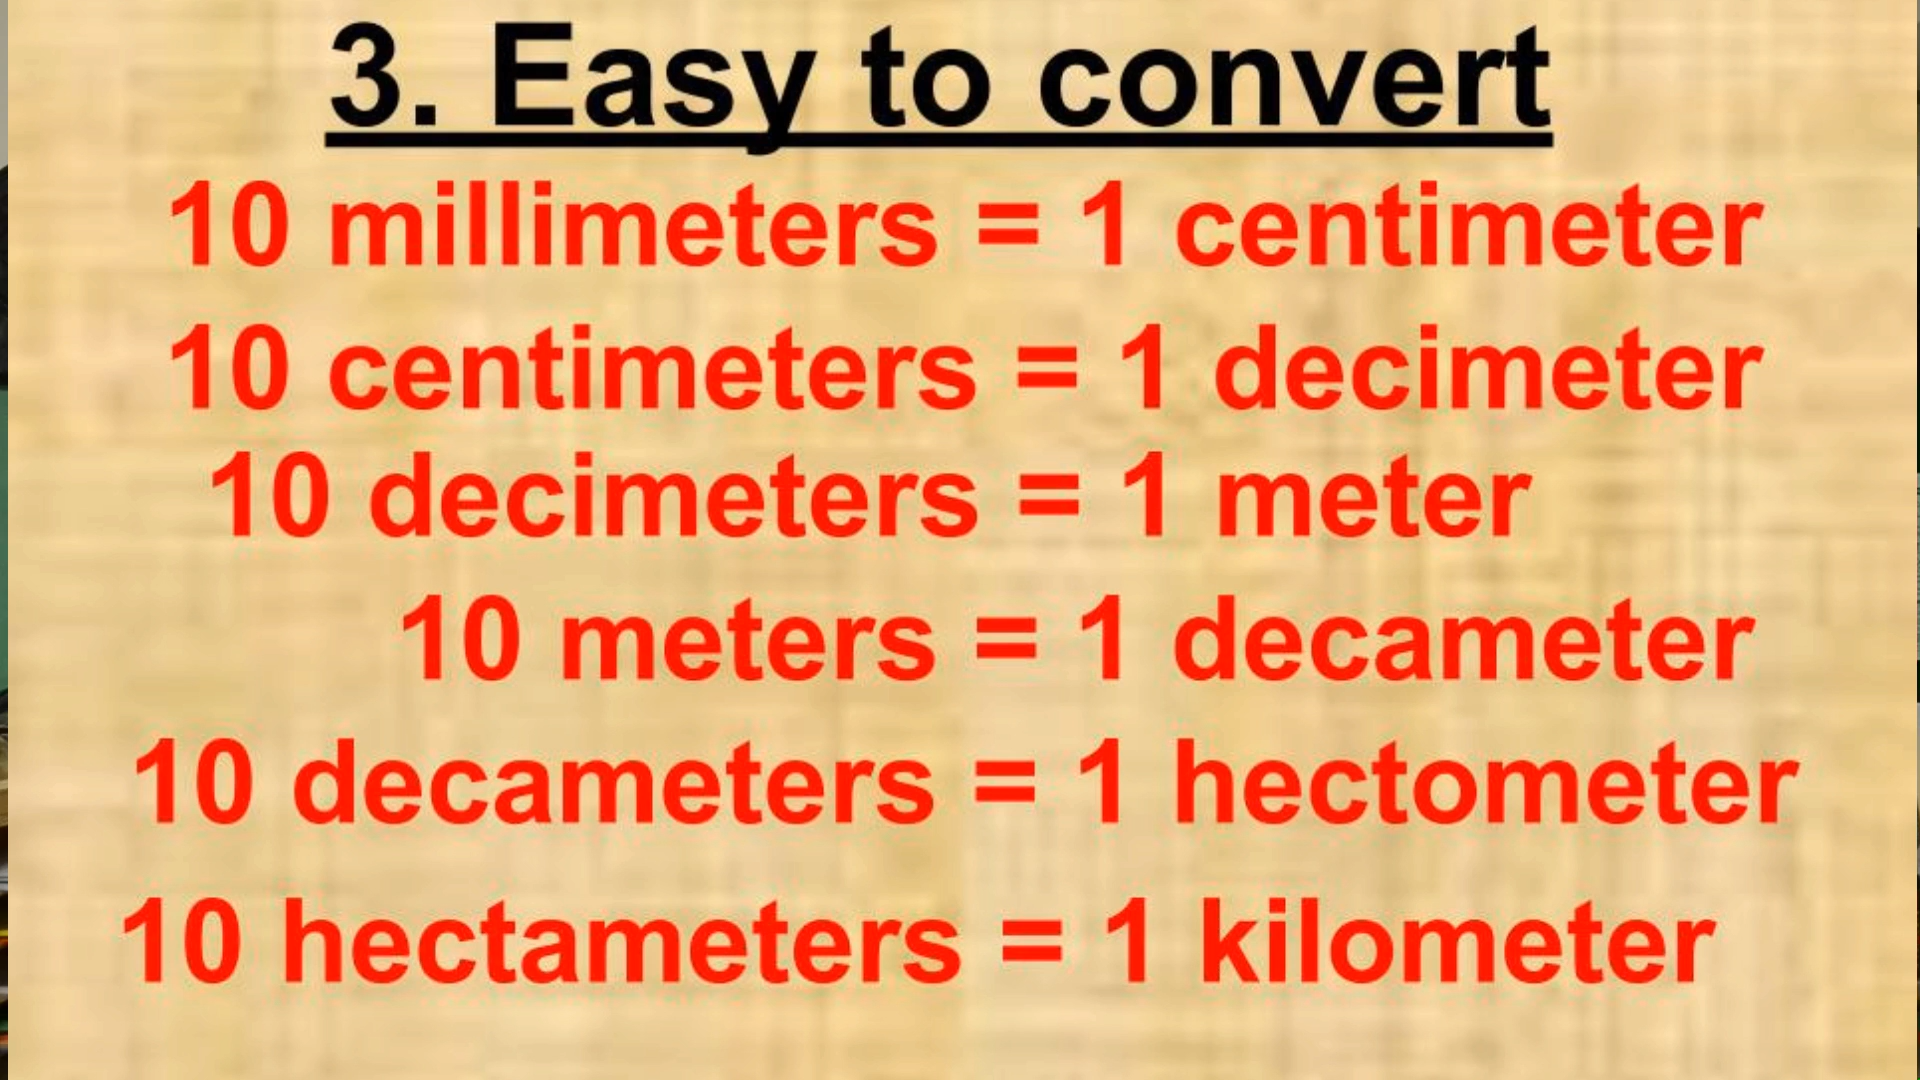 3. Easy to convert
10 millimeters = 1 centimeter
10 centimeters = 1 decimeter
10 decimeters = 1 meter
10 meters = 1 decameter
10 decameters = 1 hectometer
10 hectameters = 1 kilometer